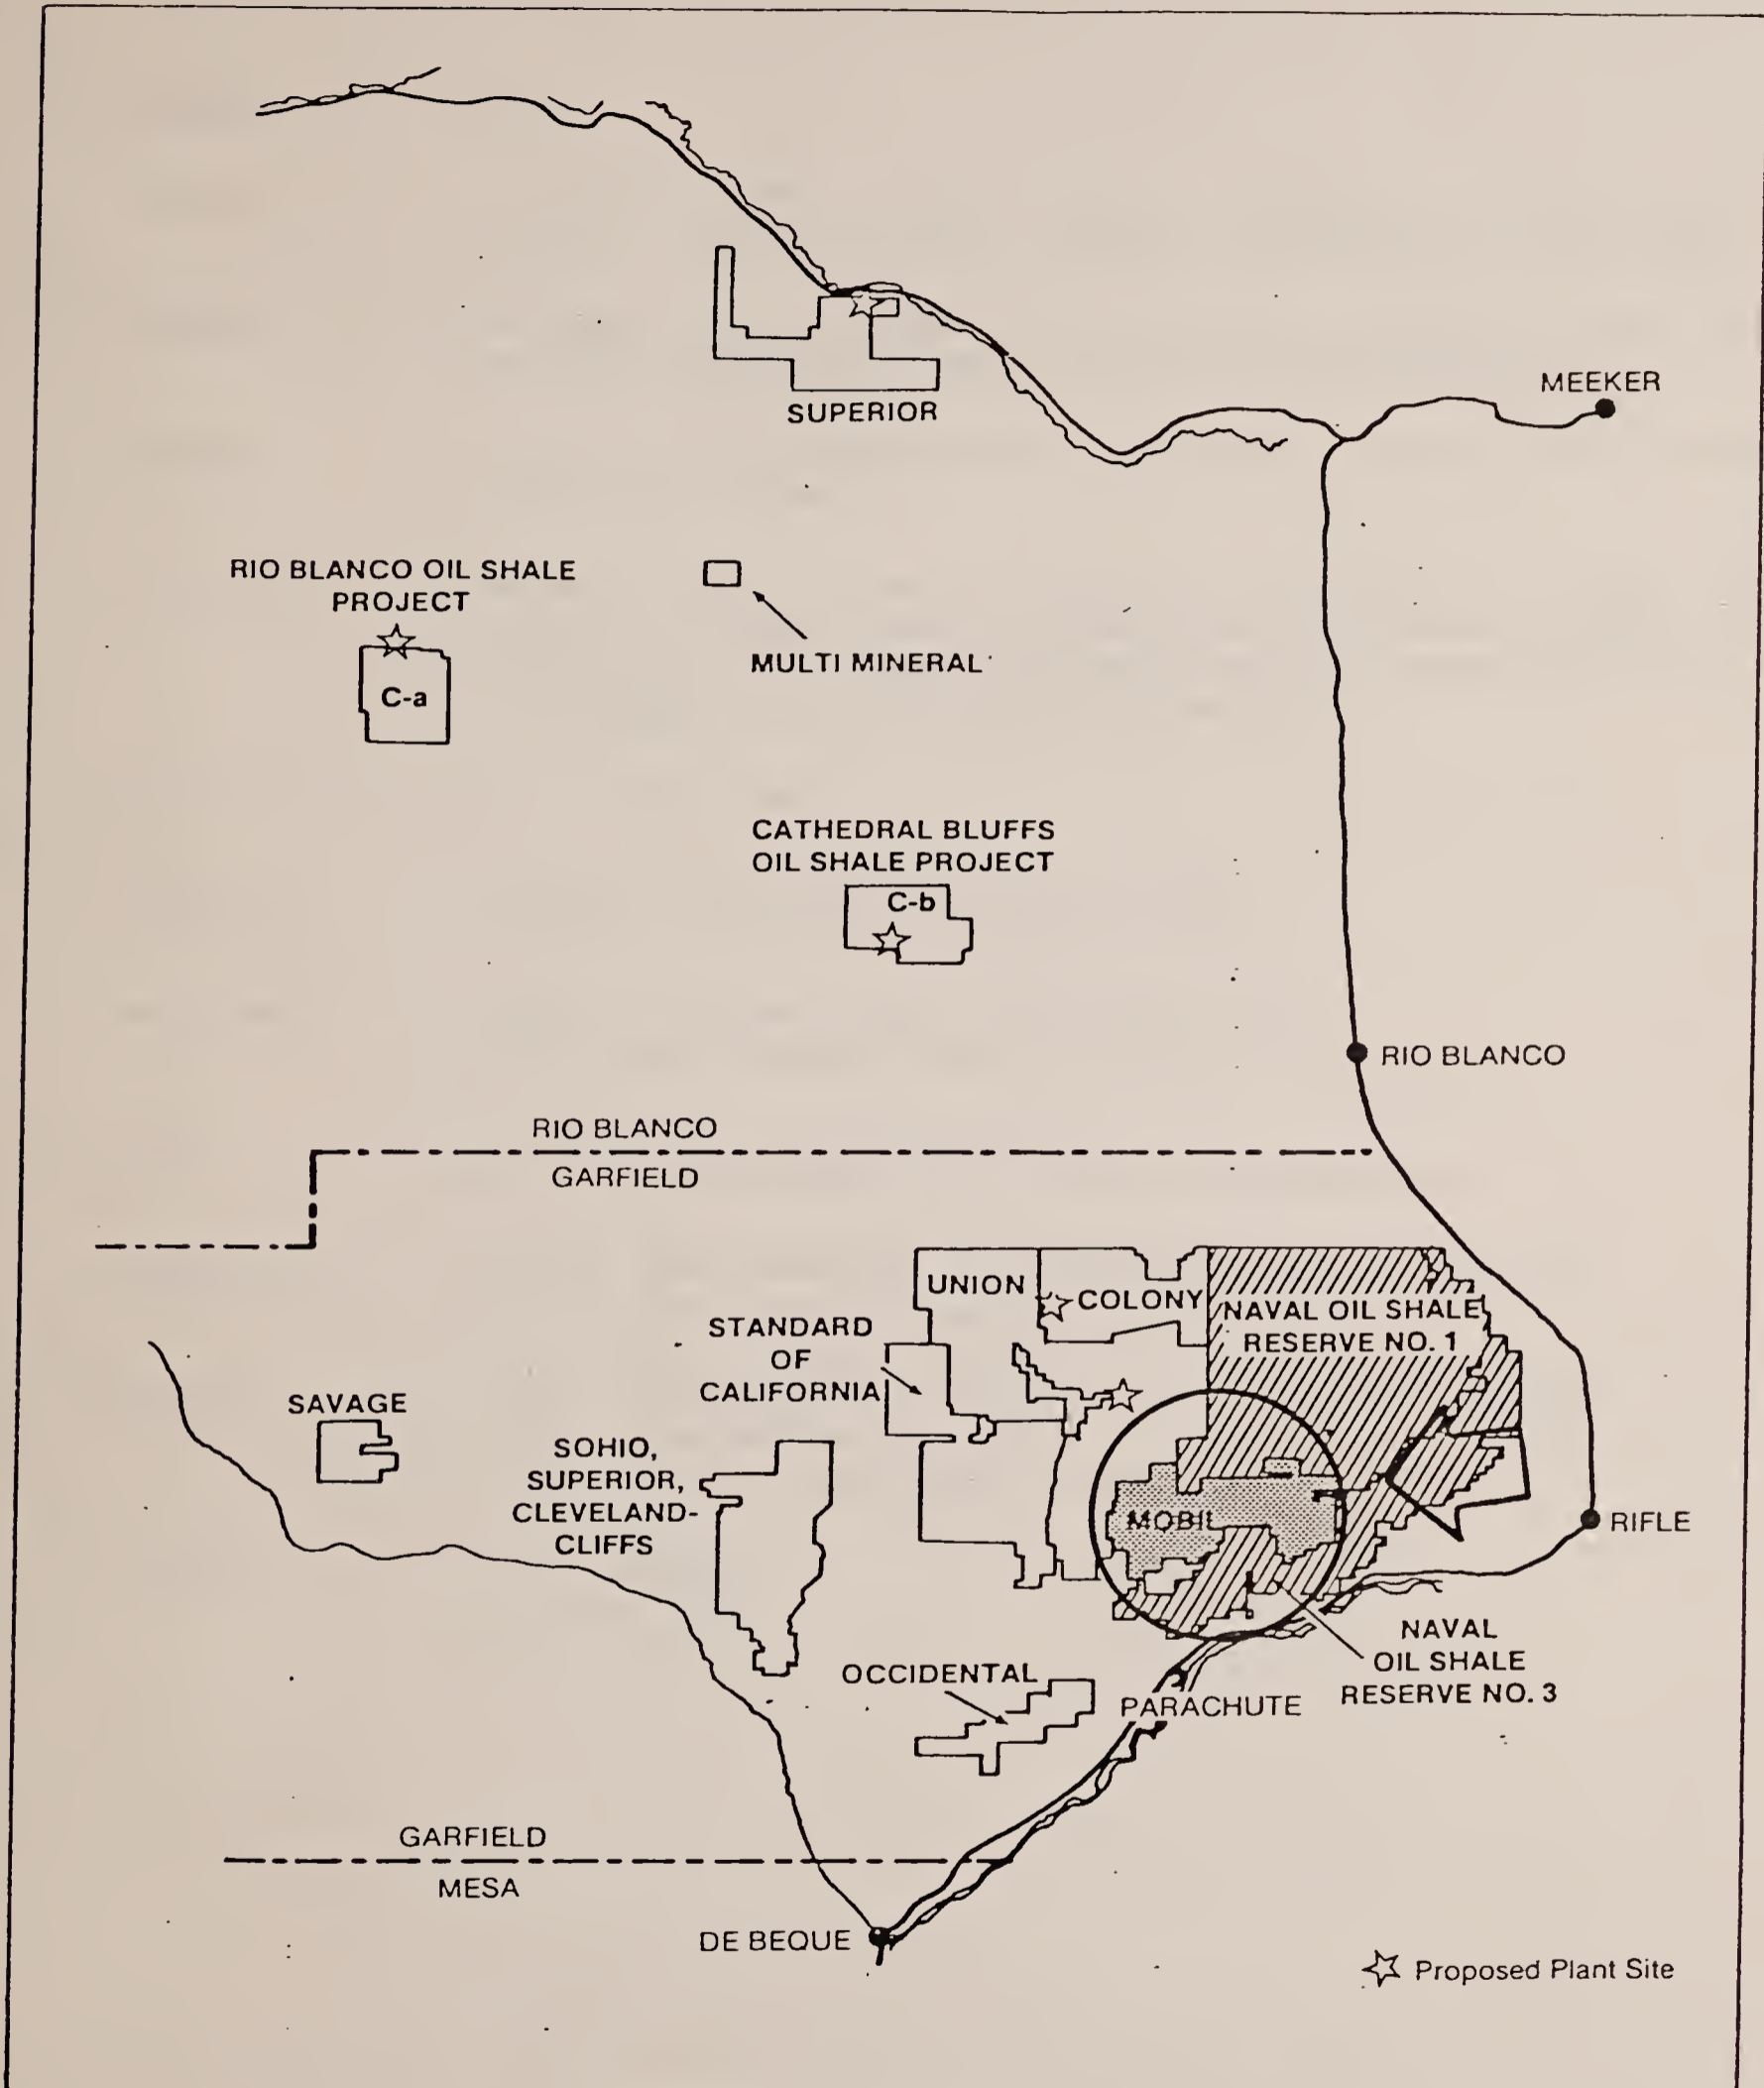 MEEKER
SUPERIOR
RIO BLANCO OIL SHALE
PROJECT
C-a
MULTI MINERAL
CATHEDRAL BLUFFS
OIL SHALE PROJECT
C-b
RIO BLANCO
RIO BLANCO
GARFIELD
UNION
COLONY
NAVAL OIL SHALE
RESERVE NO. 1
STANDARD
OF
CALIFORNIA
SAVAGE
SOHIO,
SUPERIOR,
CLEVELAND-
CLIFFS
MOBIL
RIFLE
NAVAL
OIL SHALE
RESERVE NO. 3
OCCIDENTAL
PARACHUTE
GARFIELD
MESA
DE BEQUE
Proposed Plant Site